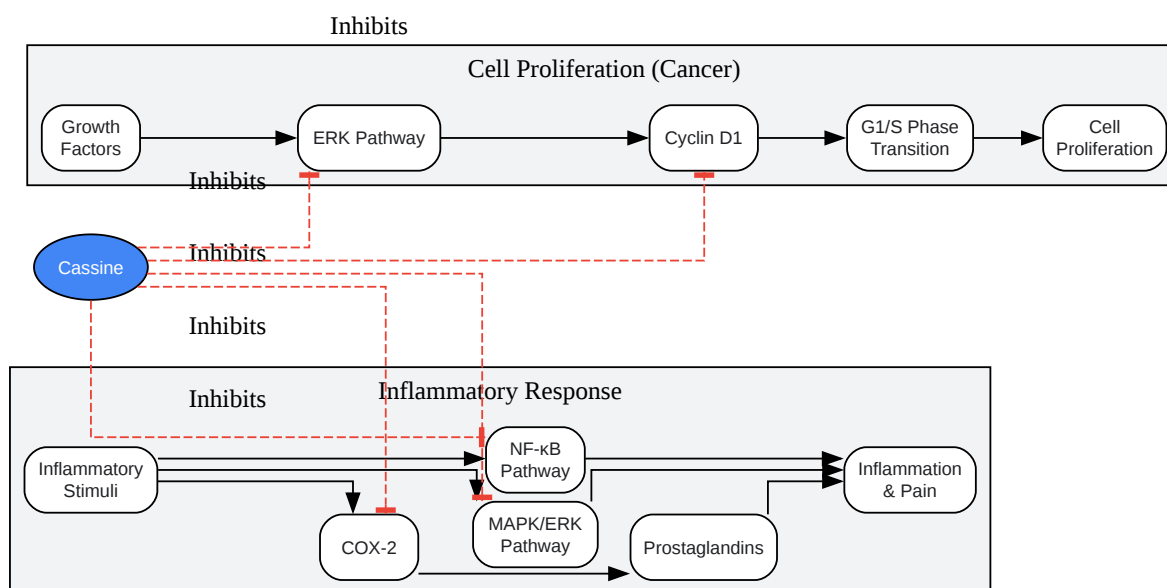 Inhibits
Cell Proliferation (Cancer)
Growth
Factors
ERK Pathway
Cyclin D1
G1/S Phase
Transition
Cell
Proliferation
Inhibits
Inhibits
Cassine
Inhibits
Inflammatory Response
Inhibits
Inflammatory
Stimuli
NF-κB
Pathway
Inflammation
& Pain
COX-2
MAPK/ERK
Pathway
Prostaglandins